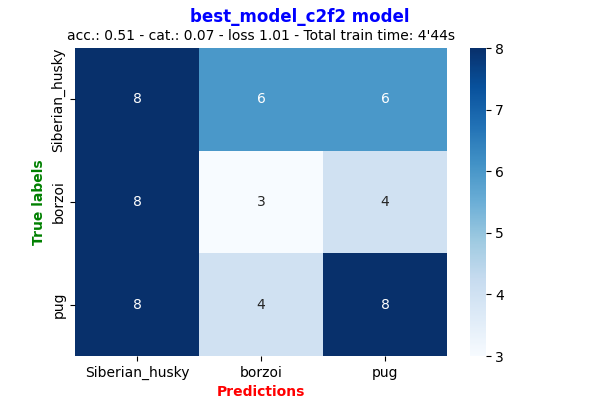 best_model_c2f2 model
acc.: 0.51 - cat.: 0.07 - loss 1.01 - Total train time: 4'44s
True labels
Siberian_husky
8 6 6
borzoi
8 3 4
pug
8 4 8
Siberian_husky borzoi pug
Predictions
8
7
6
5
4
3